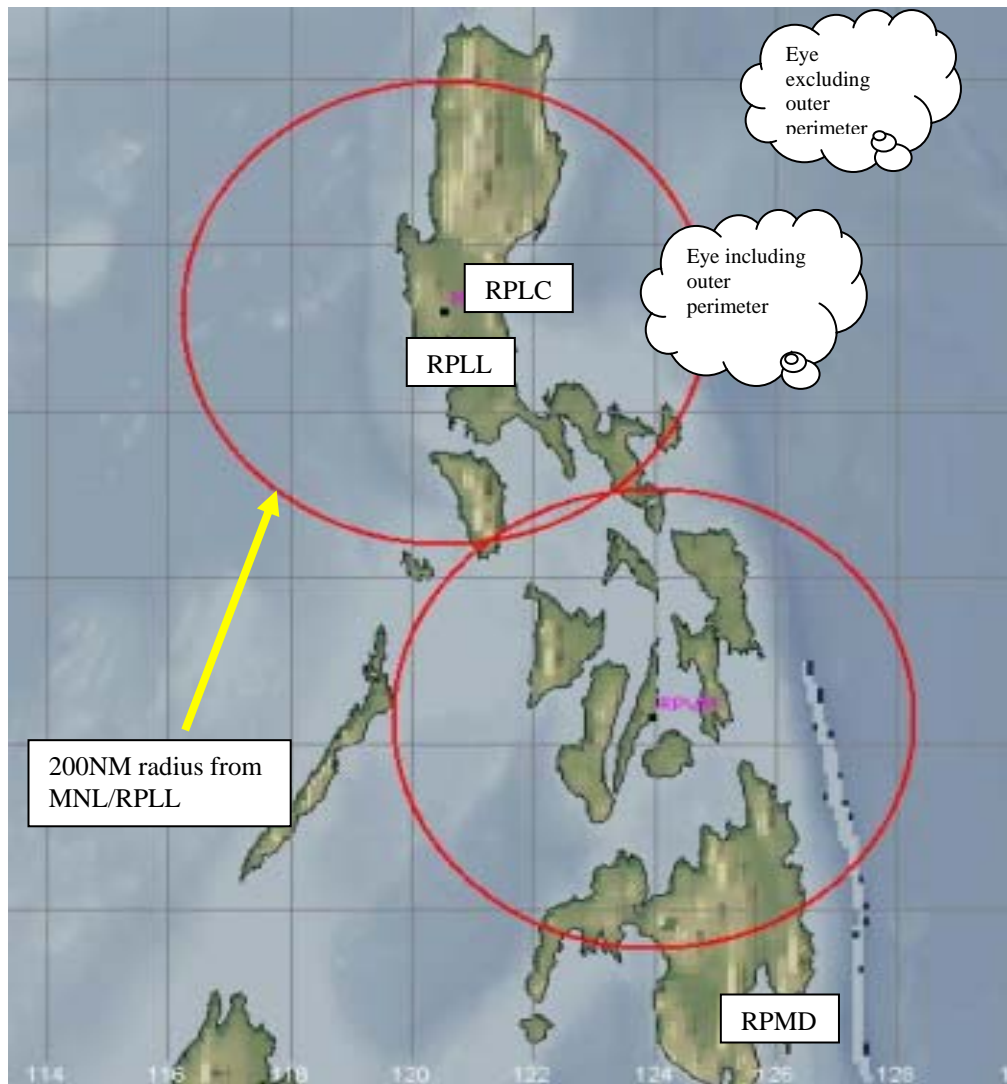 Eye
excluding
outer
perimeter
Eye including
outer
perimeter
RPLC
RPLL
200NM radius from
MNL/RPLL
RPMD
114
116
118
120
122
124
126
128